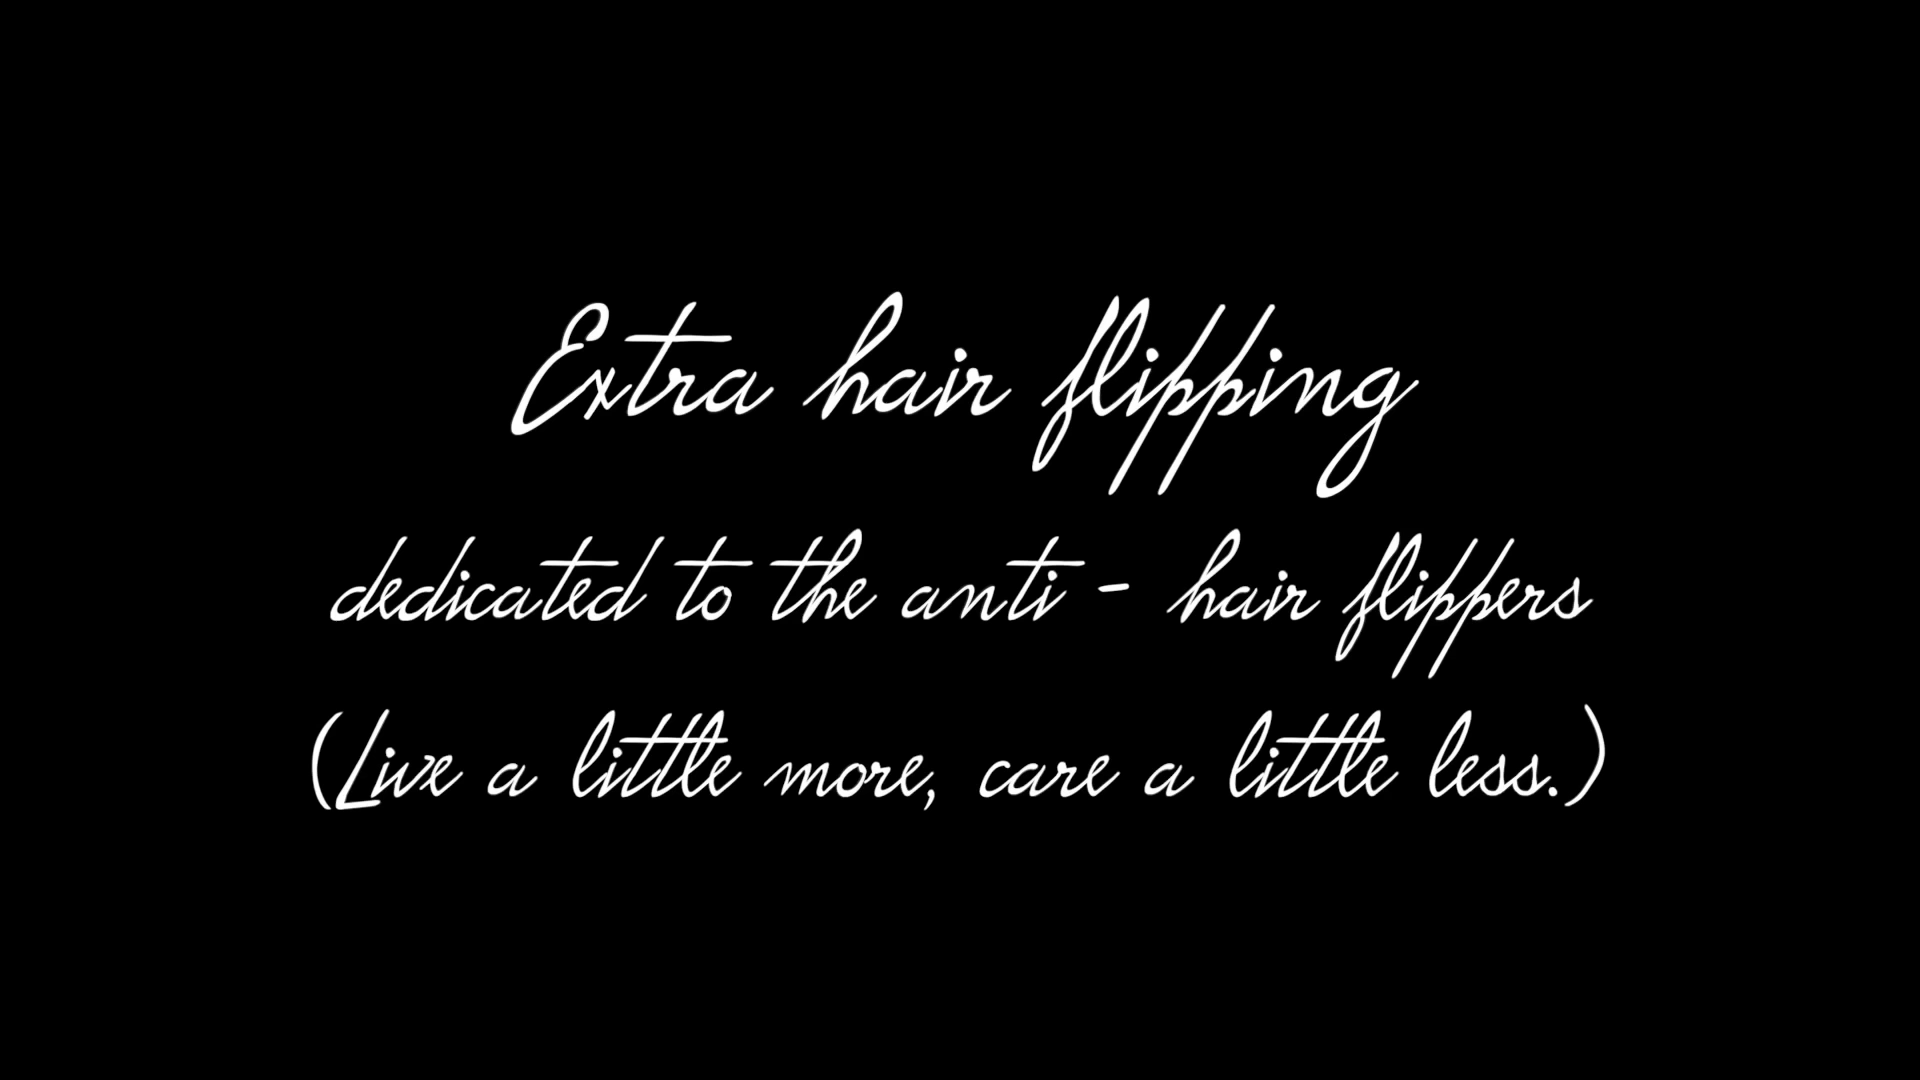 Extra hair flipping
dedicated to the anti - hair flippers
(Live a little more, care a little less.)